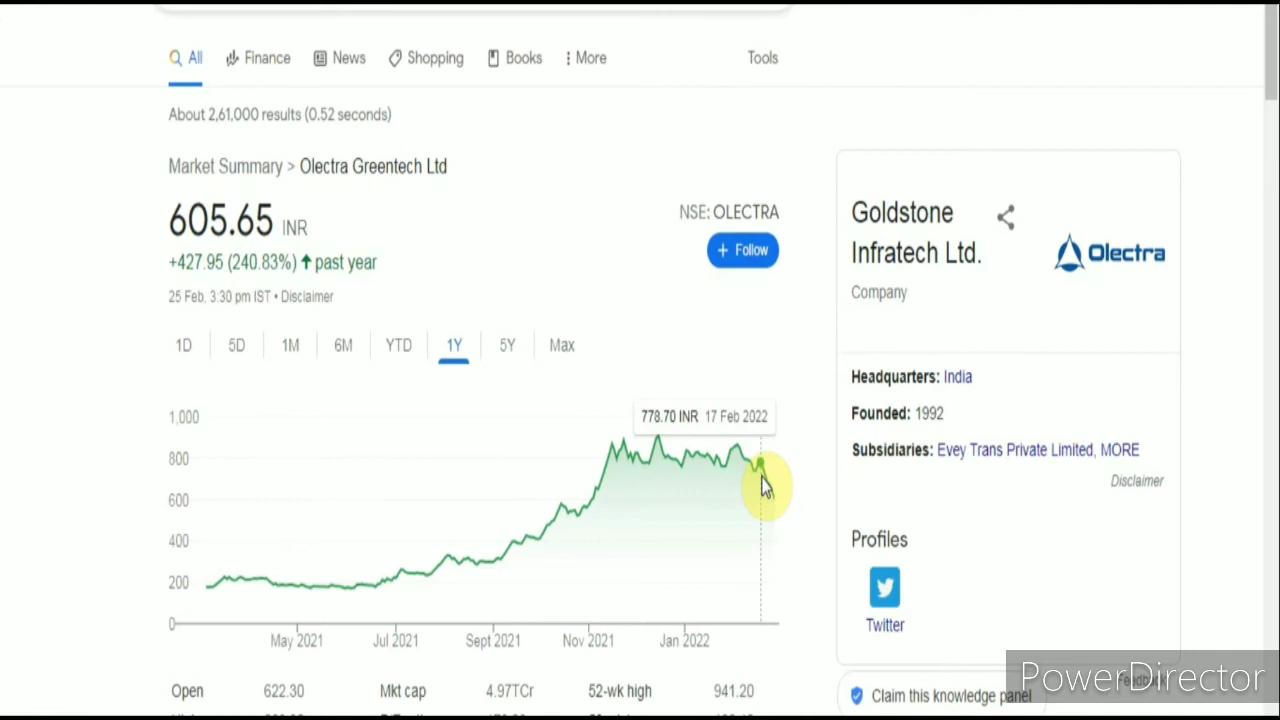 All Finance News Shopping Books More Tools
About 2,61,000 results (0.52 seconds)
Market Summary > Olectra Greentech Ltd
605.65 INR
NSE: OLECTRA
+ Follow
+427.95 (240.83%) ↑ past year
25 Feb, 3:30 pm IST • Disclaimer
1D 5D 1M 6M YTD 1Y 5Y Max
778.70 INR 17 Feb 2022
1,000
800
600
400
200
0
May 2021 Jul 2021 Sept 2021 Nov 2021 Jan 2022
Open 622.30 Mkt cap 4.97TCr 52-wk high 941.20
Goldstone
Infratech Ltd.
Company
Olectra
Headquarters: India
Founded: 1992
Subsidiaries: Evey Trans Private Limited, MORE
Disclaimer
Profiles
Twitter
Feedback
Claim this knowledge panel
PowerDirector